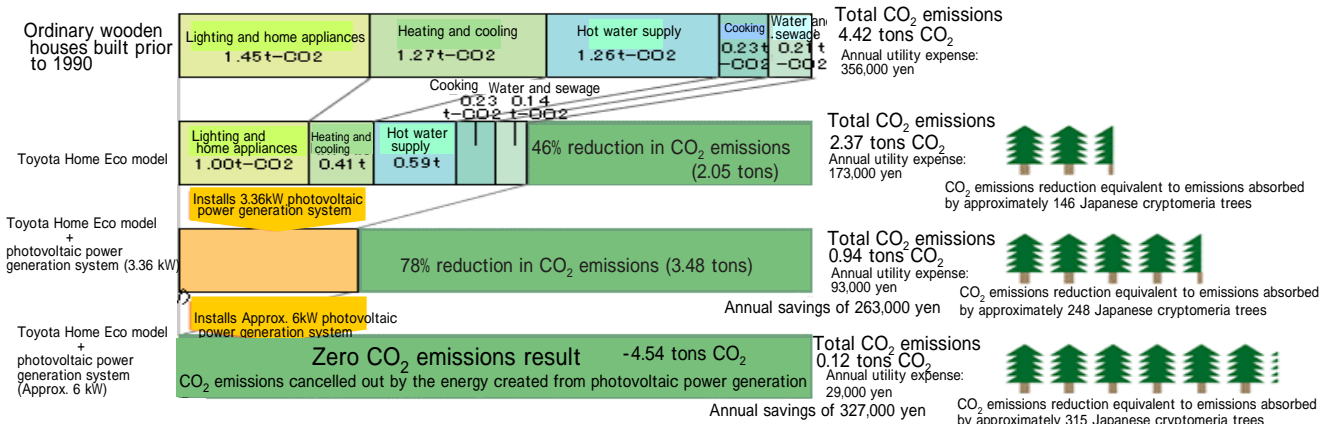 Ordinary wooden
houses built prior
to 1990
Lighting and home appliances
1.45t-CO2
Heating and cooling
1.27t-CO2
Hot water supply
1.26t-CO2
Cooking
0.23t
-CO2
Water and
sewage
0.21t
-CO2
Total CO₂ emissions
4.42 tons CO₂
Annual utility expense:
356,000 yen
Cooking
0.23
t-CO2
Water and sewage
0.14
t-CO2
Toyota Home Eco model
Lighting and
home appliances
1.00t-CO2
Heating and
cooling
0.41t
Hot water
supply
0.59t
46% reduction in CO₂ emissions
(2.05 tons)
Total CO₂ emissions
2.37 tons CO₂
Annual utility expense:
173,000 yen
CO₂ emissions reduction equivalent to emissions absorbed
by approximately 146 Japanese cryptomeria trees
Installs 3.36kW photovoltaic
power generation system
Toyota Home Eco model
+
photovoltaic power
generation system (3.36 kW)
78% reduction in CO₂ emissions (3.48 tons)
Total CO₂ emissions
0.94 tons CO₂
Annual utility expense:
93,000 yen
Annual savings of 263,000 yen
CO₂ emissions reduction equivalent to emissions absorbed
by approximately 248 Japanese cryptomeria trees
Installs Approx. 6kW photovoltaic
power generation system
Toyota Home Eco model
+
photovoltaic power
generation system
(Approx. 6 kW)
Zero CO₂ emissions result -4.54 tons CO₂
CO₂ emissions cancelled out by the energy created from photovoltaic power generation
Total CO₂ emissions
0.12 tons CO₂
Annual utility expense:
29,000 yen
Annual savings of 327,000 yen
CO₂ emissions reduction equivalent to emissions absorbed
by approximately 315 Japanese cryptomeria trees